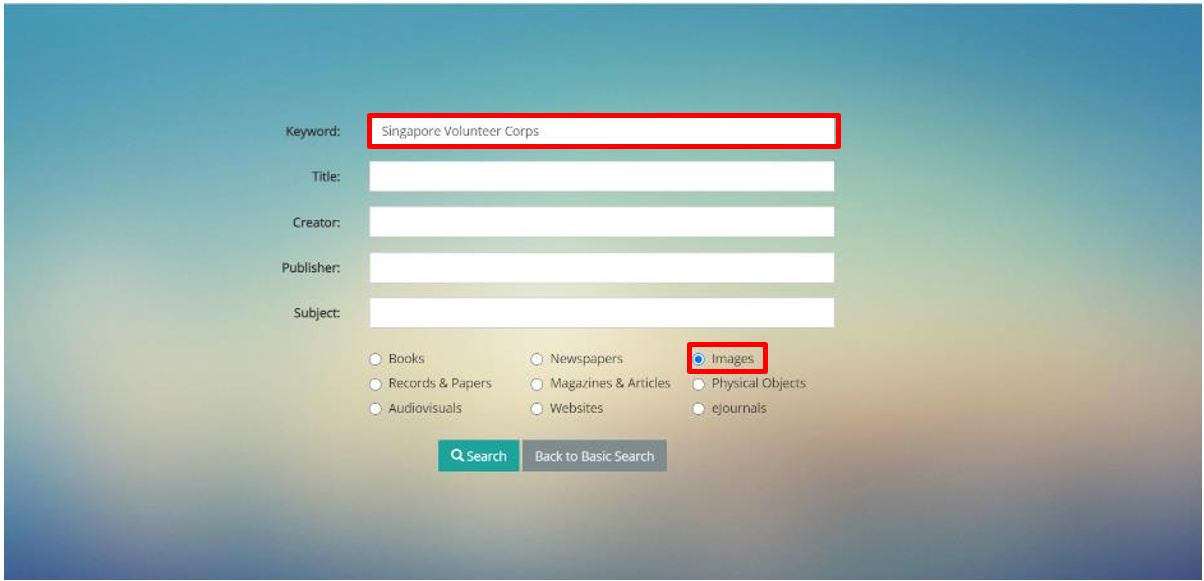 Keyword: Singapore Volunteer Corps
Title:
Creator:
Publisher:
Subject:
Books Newspapers Images
Records & Papers Magazines & Articles Physical Objects
Audiovisuals Websites eJournals
Search Back to Basic Search